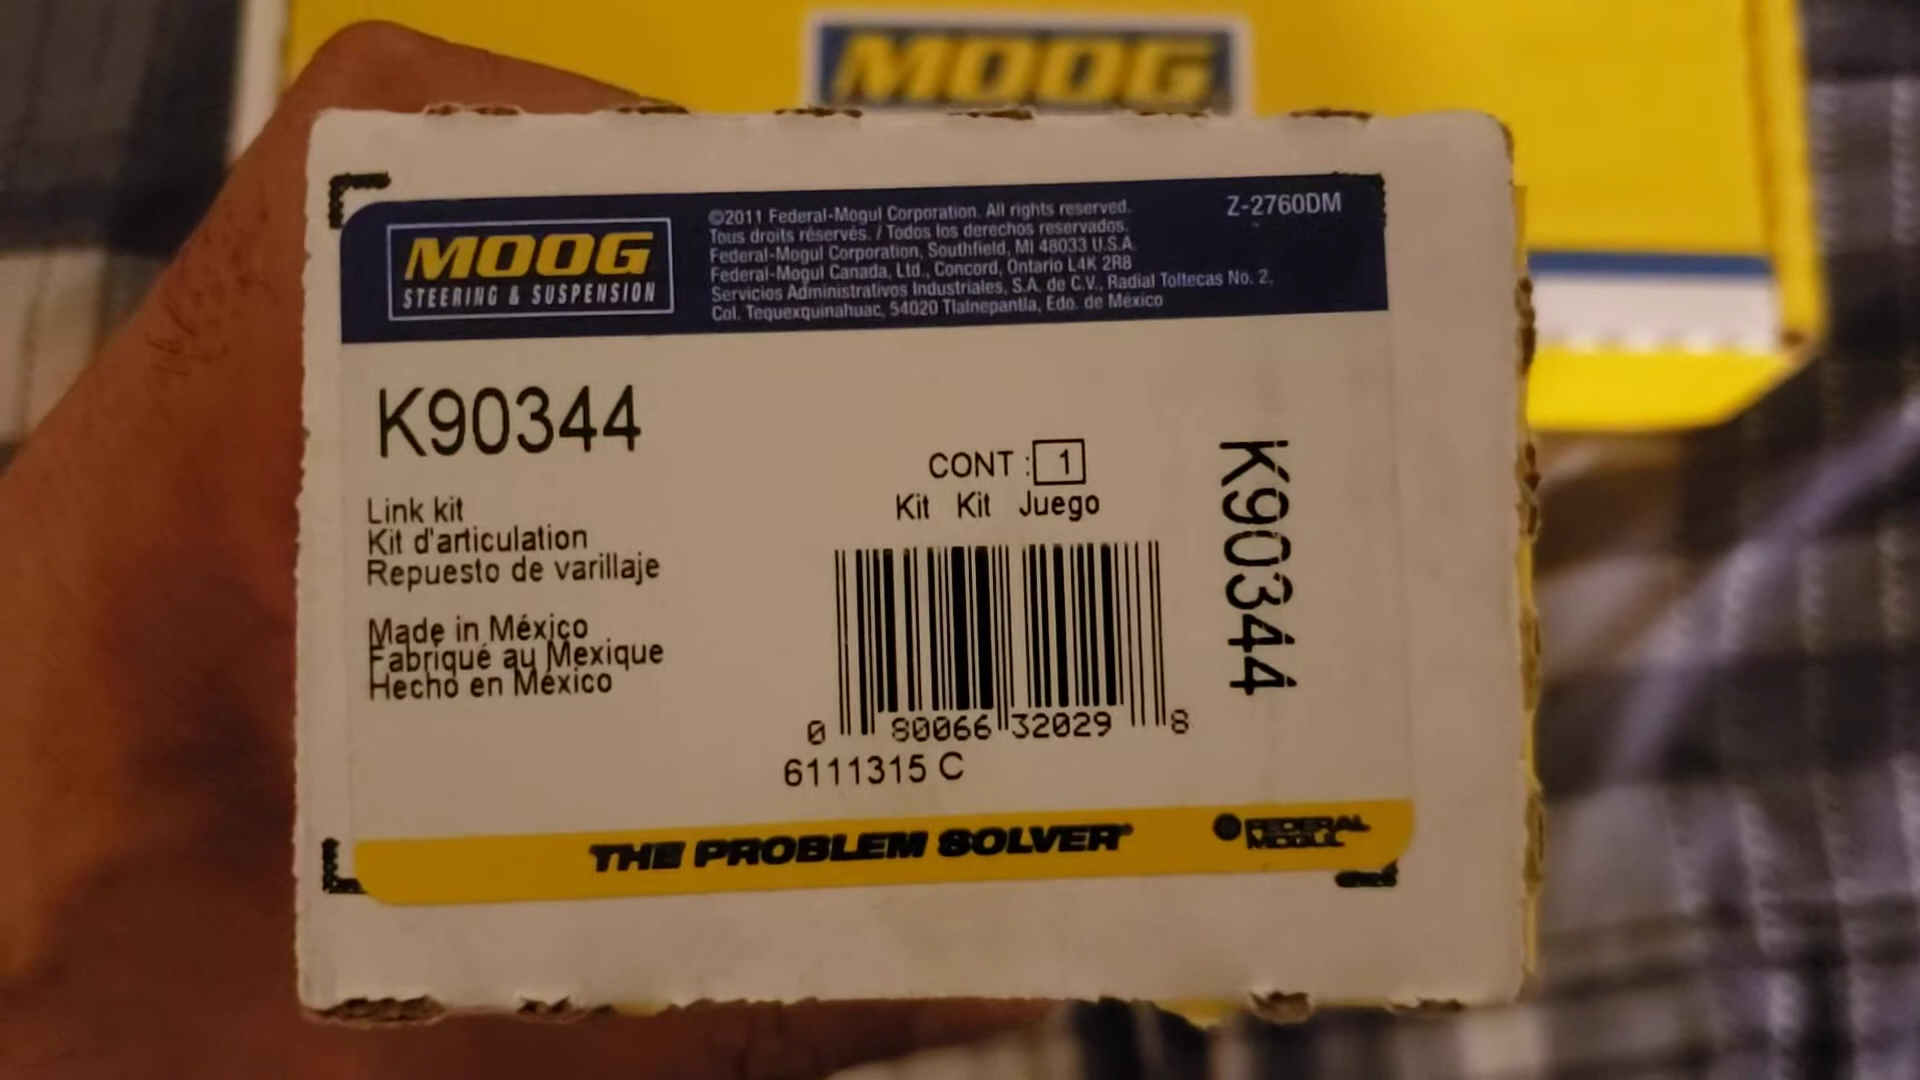 MOOG
MOOG
STEERING & SUSPENSION
©2011 Federal-Mogul Corporation. All rights reserved.
Tous droits réservés. / Todos los derechos reservados.
Federal-Mogul Corporation, Southfield, MI 48033 U.S.A.
Federal-Mogul Canada, Ltd., Concord, Ontario L4K 2R8
Servicios Administrativos Industriales, S.A. de C.V., Radial Toltecas No. 2,
Col. Tequexquinahuac, 54020 Tlalnepantla, Edo. de México
Z-2760DM
K90344
Link kit
Kit d'articulation
Repuesto de varillaje
Made in México
Fabriqué au Mexique
Hecho en México
CONT : 1
Kit Kit Juego
0 80066 32029 8
6111315 C
K90344
THE PROBLEM SOLVER®
FEDERAL
MOGUL